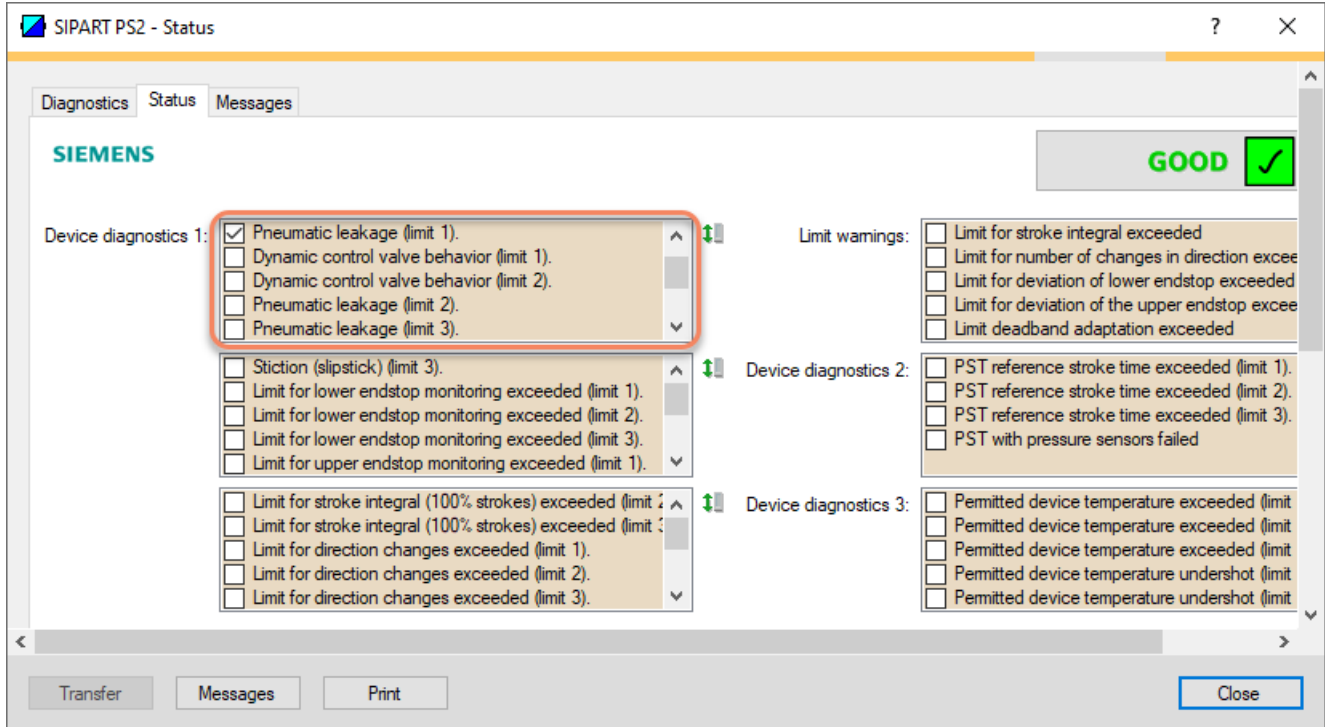 SIPART PS2 - Status
?
Diagnostics
Status
Messages
SIEMENS
GOOD
Device diagnostics 1:
Pneumatic leakage (limit 1).
Dynamic control valve behavior (limit 1).
Dynamic control valve behavior (limit 2).
Pneumatic leakage (limit 2).
Pneumatic leakage (limit 3).
Limit warnings:
Limit for stroke integral exceeded
Limit for number of changes in direction excee
Limit for deviation of lower endstop exceeded
Limit for deviation of the upper endstop excee
Limit deadband adaptation exceeded
Stiction (slipstick) (limit 3).
Limit for lower endstop monitoring exceeded (limit 1).
Limit for lower endstop monitoring exceeded (limit 2).
Limit for lower endstop monitoring exceeded (limit 3).
Limit for upper endstop monitoring exceeded (limit 1).
Device diagnostics 2:
PST reference stroke time exceeded (limit 1).
PST reference stroke time exceeded (limit 2).
PST reference stroke time exceeded (limit 3).
PST with pressure sensors failed
Limit for stroke integral (100% strokes) exceeded (limit 2
Limit for stroke integral (100% strokes) exceeded (limit 3
Limit for direction changes exceeded (limit 1).
Limit for direction changes exceeded (limit 2).
Limit for direction changes exceeded (limit 3).
Device diagnostics 3:
Permitted device temperature exceeded (limit
Permitted device temperature exceeded (limit
Permitted device temperature exceeded (limit
Permitted device temperature undershot (limit
Permitted device temperature undershot (limit
Transfer
Messages
Print
Close